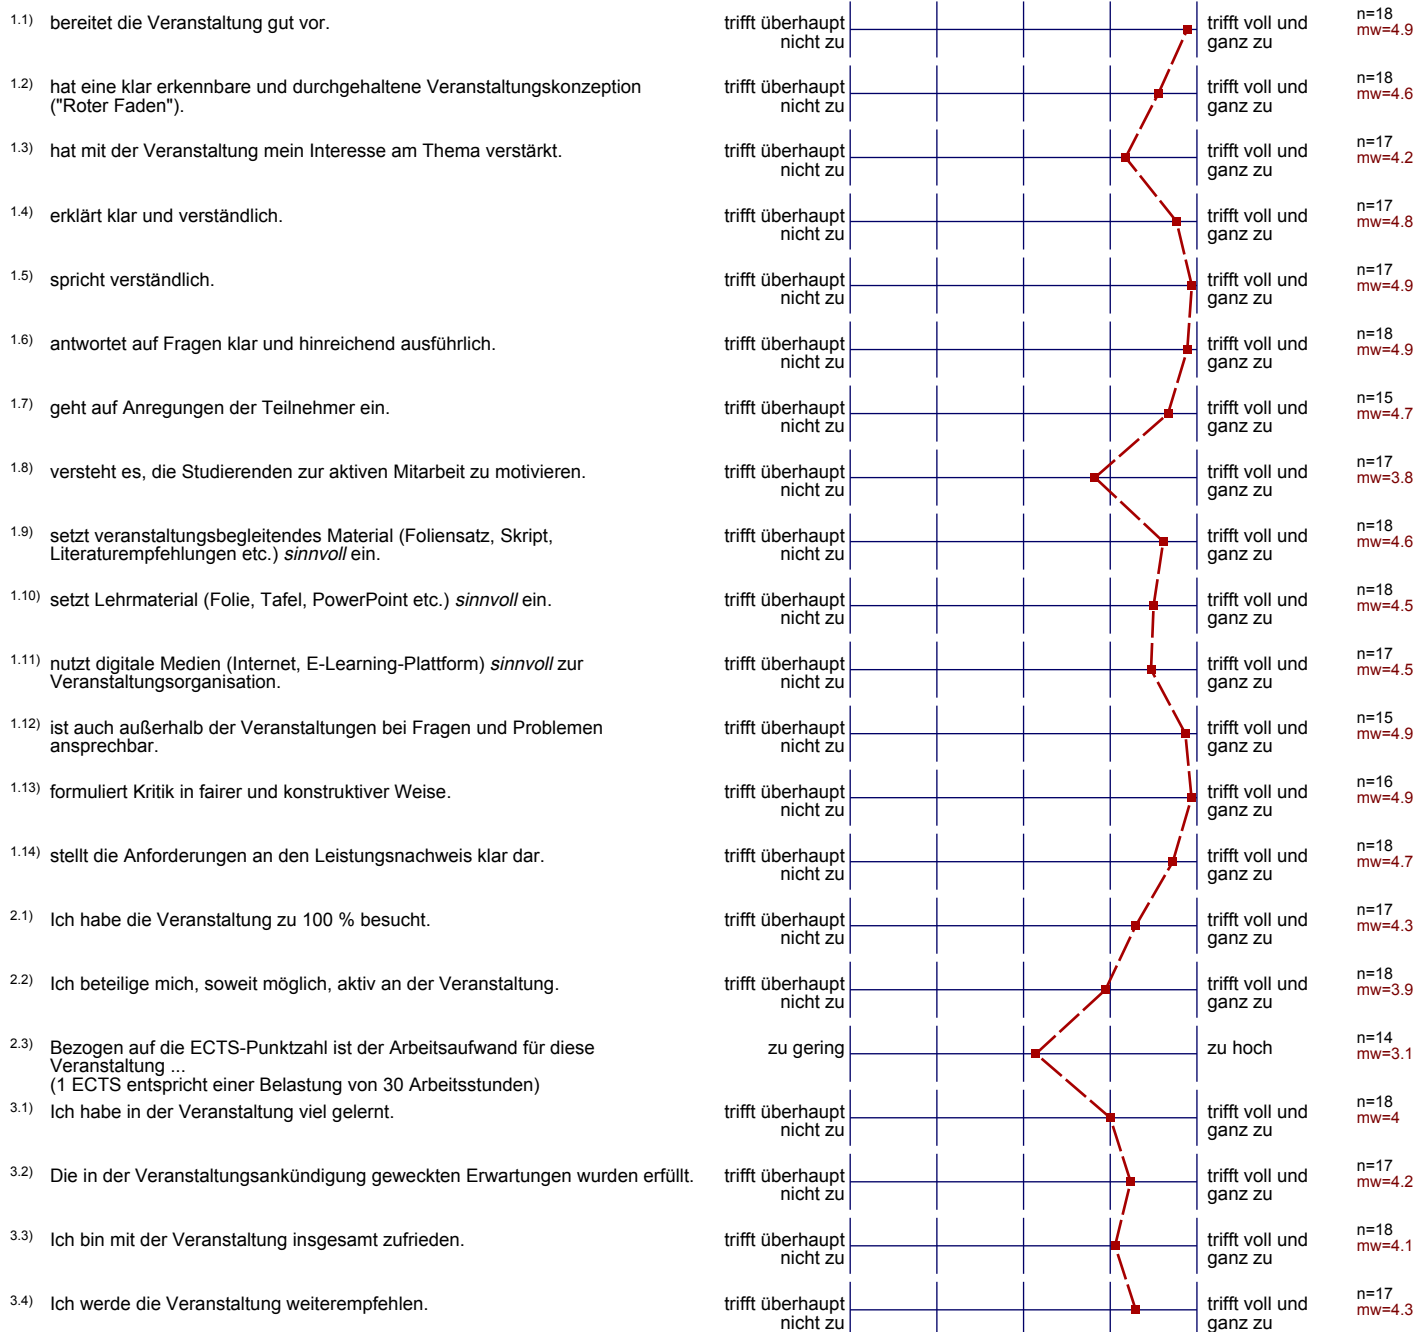 1.1) bereitet die Veranstaltung gut vor.
trifft überhaupt nicht zu
trifft voll und ganz zu
n=18
mw=4.9
1.2) hat eine klar erkennbare und durchgehaltene Veranstaltungskonzeption
("Roter Faden").
trifft überhaupt nicht zu
trifft voll und ganz zu
n=18
mw=4.6
1.3) hat mit der Veranstaltung mein Interesse am Thema verstärkt.
trifft überhaupt nicht zu
trifft voll und ganz zu
n=17
mw=4.2
1.4) erklärt klar und verständlich.
trifft überhaupt nicht zu
trifft voll und ganz zu
n=17
mw=4.8
1.5) spricht verständlich.
trifft überhaupt nicht zu
trifft voll und ganz zu
n=17
mw=4.9
1.6) antwortet auf Fragen klar und hinreichend ausführlich.
trifft überhaupt nicht zu
trifft voll und ganz zu
n=18
mw=4.9
1.7) geht auf Anregungen der Teilnehmer ein.
trifft überhaupt nicht zu
trifft voll und ganz zu
n=15
mw=4.7
1.8) versteht es, die Studierenden zur aktiven Mitarbeit zu motivieren.
trifft überhaupt nicht zu
trifft voll und ganz zu
n=17
mw=3.8
1.9) setzt veranstaltungsbegleitendes Material (Foliensatz, Skript,
Literaturempfehlungen etc.) sinnvoll ein.
trifft überhaupt nicht zu
trifft voll und ganz zu
n=18
mw=4.6
1.10) setzt Lehrmaterial (Folie, Tafel, PowerPoint etc.) sinnvoll ein.
trifft überhaupt nicht zu
trifft voll und ganz zu
n=18
mw=4.5
1.11) nutzt digitale Medien (Internet, E-Learning-Plattform) sinnvoll zur
Veranstaltungsorganisation.
trifft überhaupt nicht zu
trifft voll und ganz zu
n=17
mw=4.5
1.12) ist auch außerhalb der Veranstaltungen bei Fragen und Problemen
ansprechbar.
trifft überhaupt nicht zu
trifft voll und ganz zu
n=15
mw=4.9
1.13) formuliert Kritik in fairer und konstruktiver Weise.
trifft überhaupt nicht zu
trifft voll und ganz zu
n=16
mw=4.9
1.14) stellt die Anforderungen an den Leistungsnachweis klar dar.
trifft überhaupt nicht zu
trifft voll und ganz zu
n=18
mw=4.7
2.1) Ich habe die Veranstaltung zu 100 % besucht.
trifft überhaupt nicht zu
trifft voll und ganz zu
n=17
mw=4.3
2.2) Ich beteilige mich, soweit möglich, aktiv an der Veranstaltung.
trifft überhaupt nicht zu
trifft voll und ganz zu
n=18
mw=3.9
2.3) Bezogen auf die ECTS-Punktzahl ist der Arbeitsaufwand für diese
Veranstaltung ...
(1 ECTS entspricht einer Belastung von 30 Arbeitsstunden)
zu gering
zu hoch
n=14
mw=3.1
3.1) Ich habe in der Veranstaltung viel gelernt.
trifft überhaupt nicht zu
trifft voll und ganz zu
n=18
mw=4
3.2) Die in der Veranstaltungsankündigung geweckten Erwartungen wurden erfüllt.
trifft überhaupt nicht zu
trifft voll und ganz zu
n=17
mw=4.2
3.3) Ich bin mit der Veranstaltung insgesamt zufrieden.
trifft überhaupt nicht zu
trifft voll und ganz zu
n=18
mw=4.1
3.4) Ich werde die Veranstaltung weiterempfehlen.
trifft überhaupt nicht zu
trifft voll und ganz zu
n=17
mw=4.3